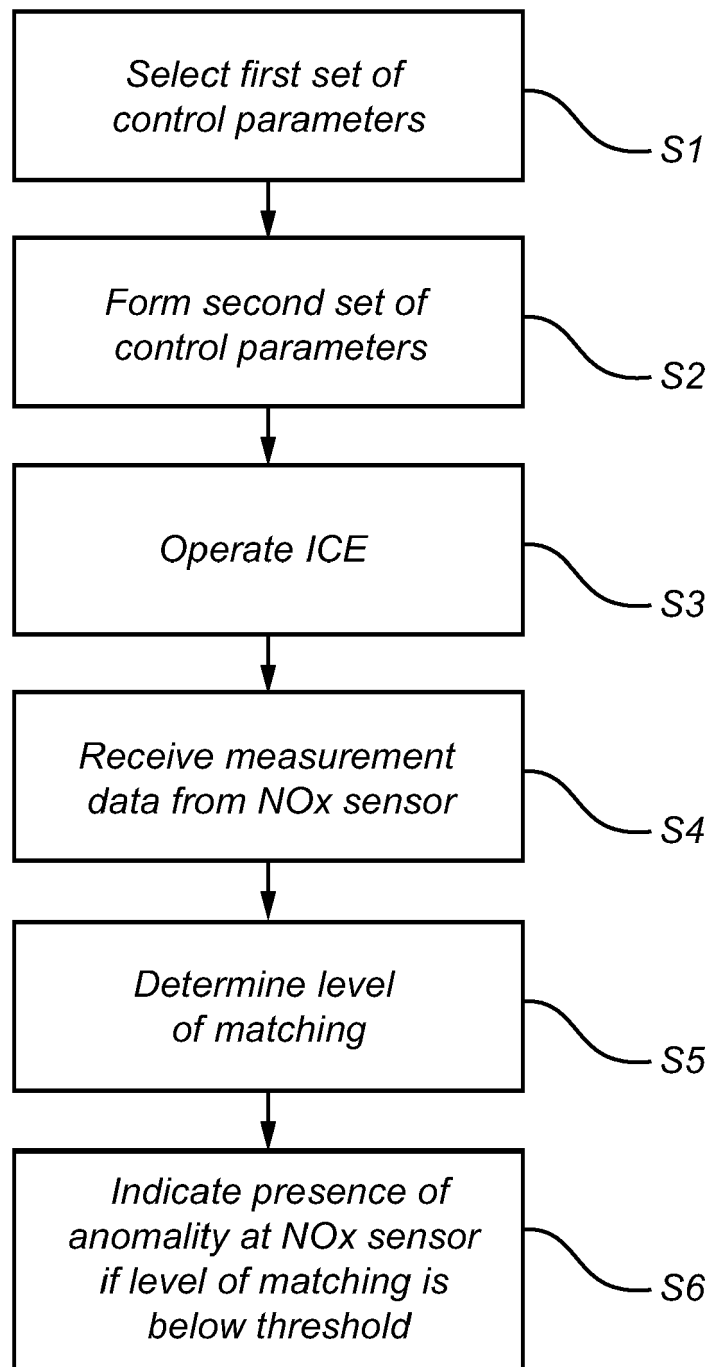 Select first set of
control parameters
S1
Form second set of
control parameters
S2
Operate ICE
S3
Receive measurement
data from NOx sensor
S4
Determine level
of matching
S5
Indicate presence of
anomality at NOx sensor
if level of matching is
below threshold
S6